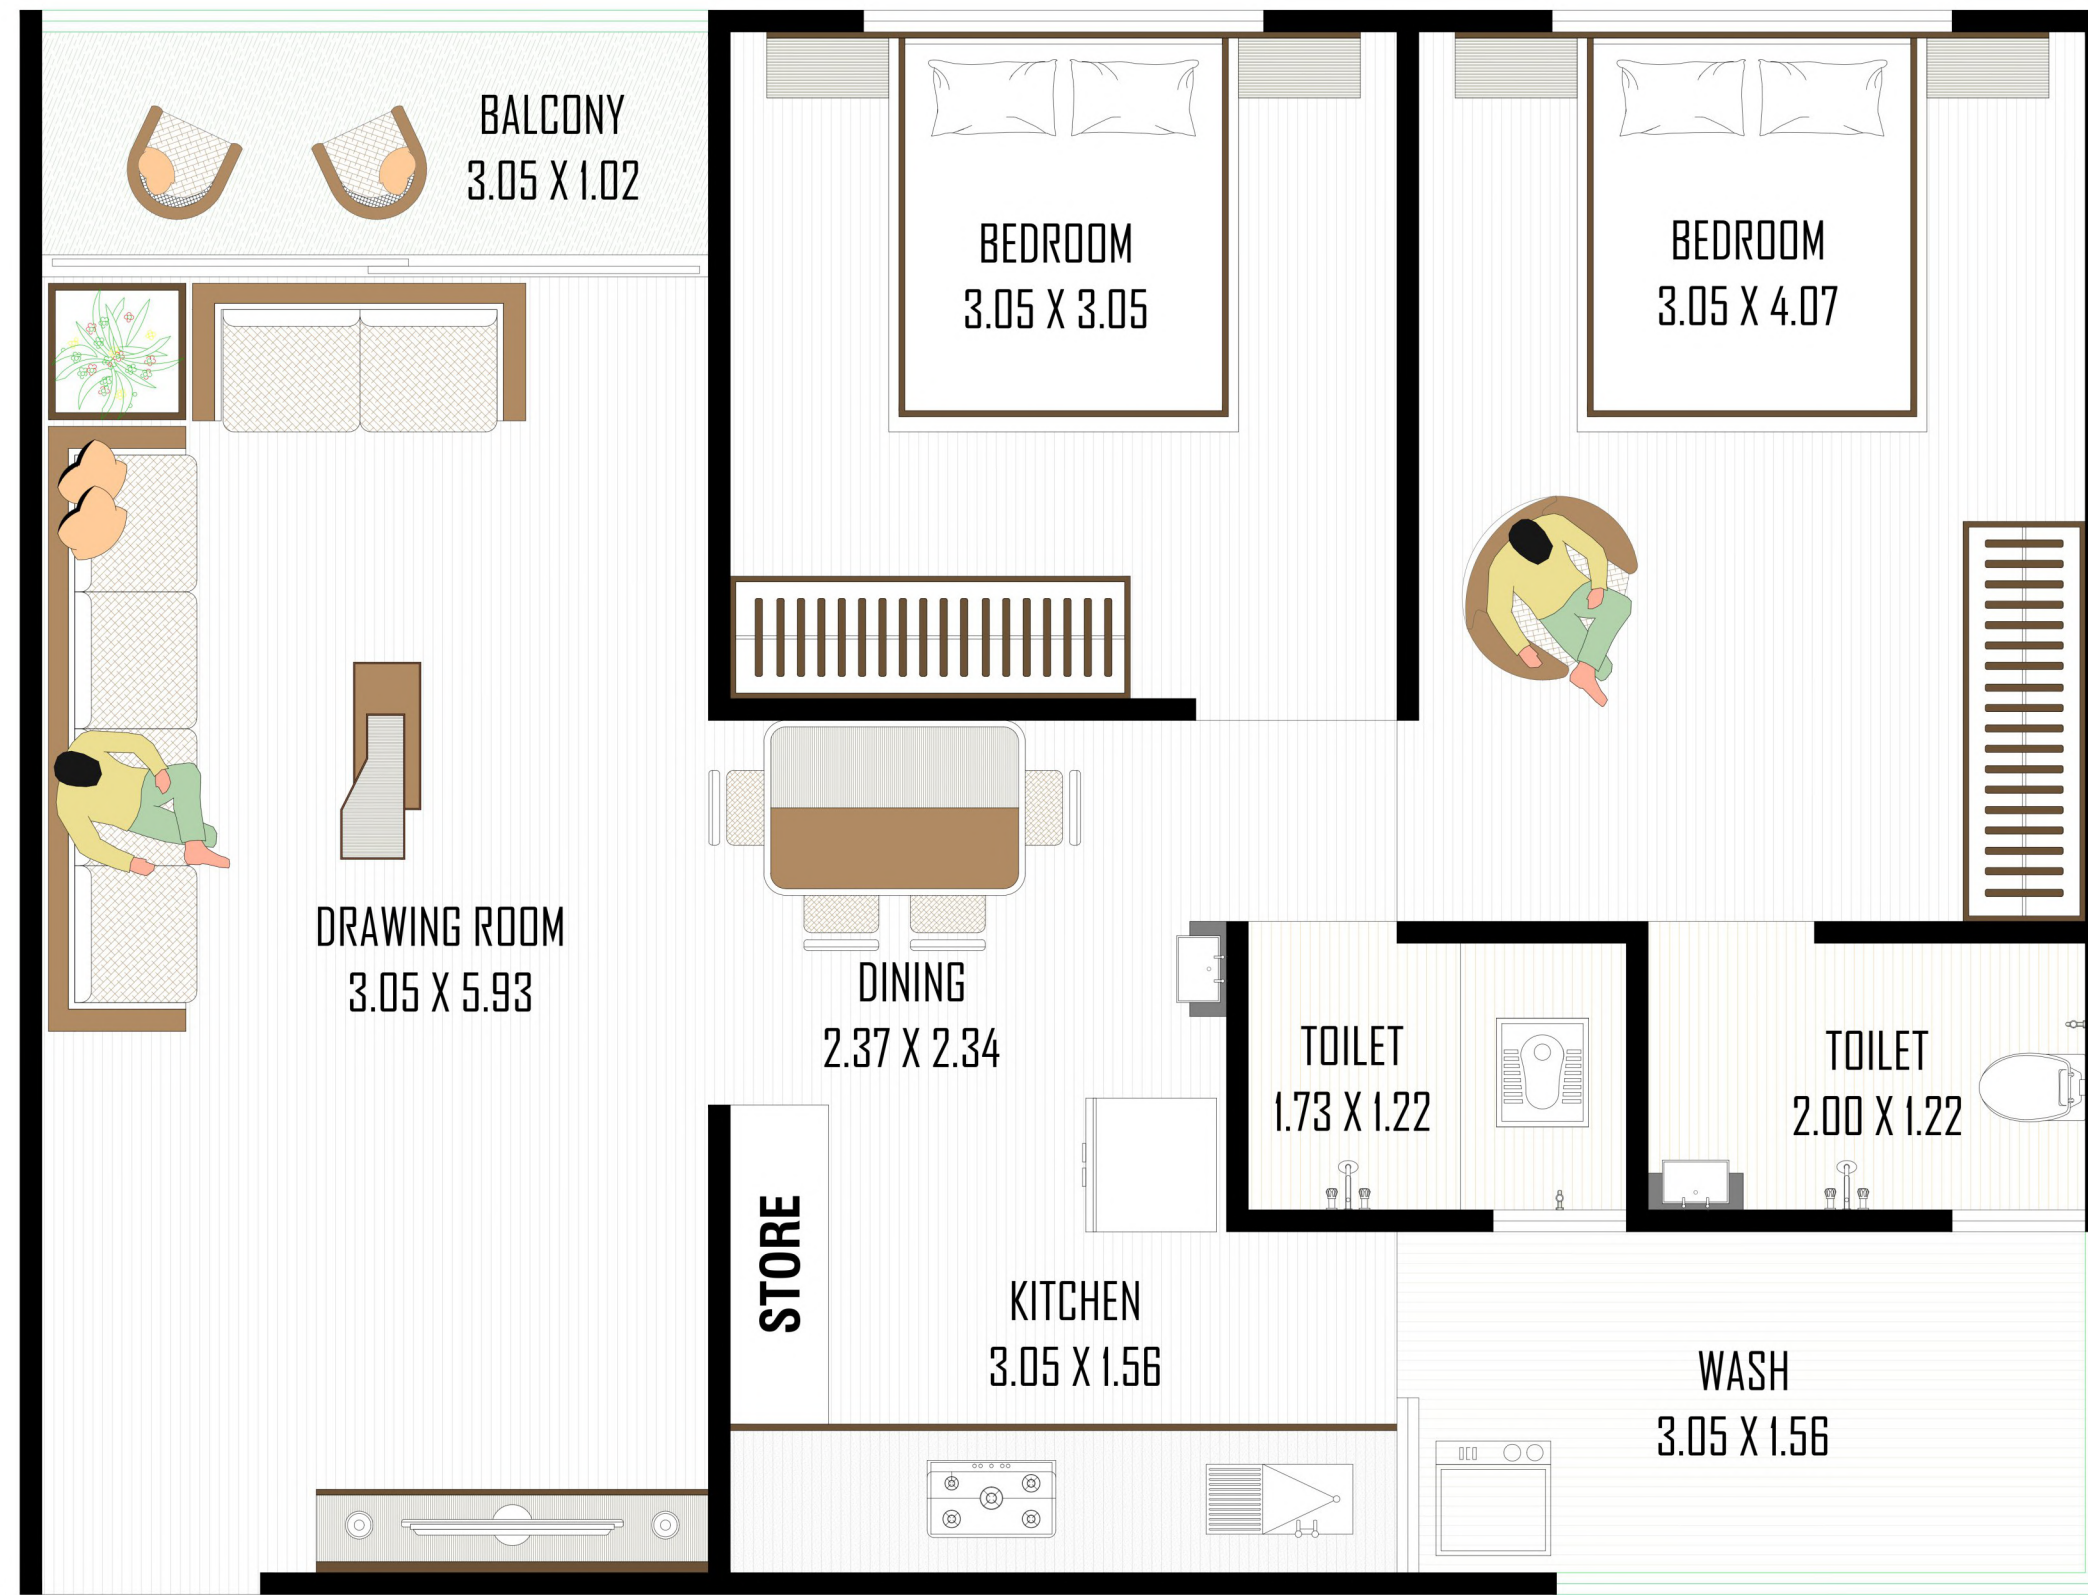 BALCONY
3.05 X 1.02
BEDROOM
3.05 X 3.05
BEDROOM
3.05 X 4.07
DRAWING ROOM
3.05 X 5.93
DINING
2.37 X 2.34
TOILET
1.73 X 1.22
TOILET
2.00 X 1.22
STORE
KITCHEN
3.05 X 1.56
WASH
3.05 X 1.56